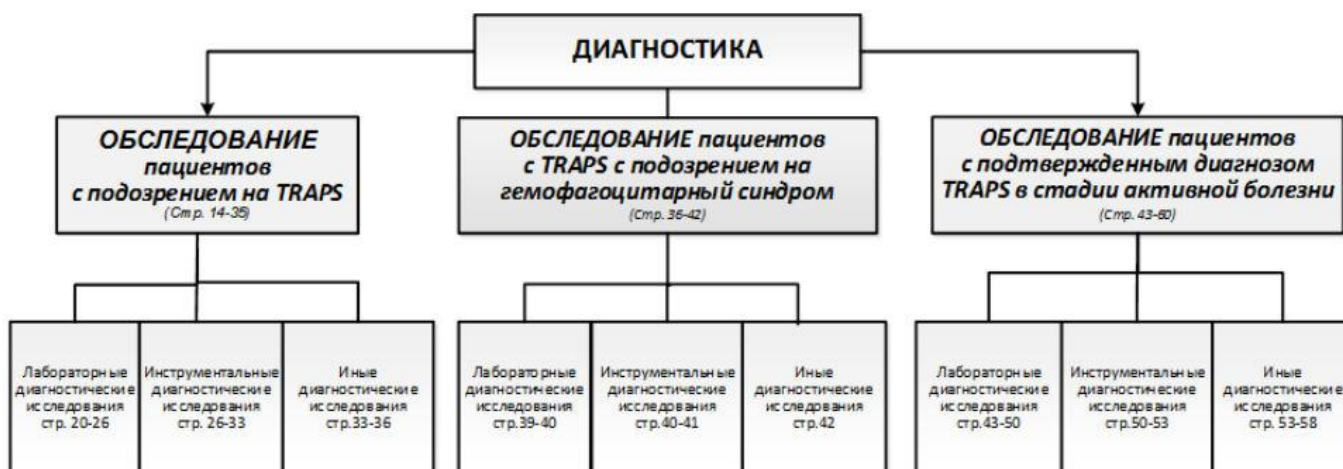 ДИАГНОСТИКА
ОБСЛЕДОВАНИЕ
пациентов
с подозрением на TRAPS
(Стр. 14-35)
ОБСЛЕДОВАНИЕ пациентов
с TRAPS с подозрением на
гемофагоцитарный синдром
(Стр. 36-42)
ОБСЛЕДОВАНИЕ пациентов
с подтвержденным диагнозом
TRAPS в стадии активной болезни
(Стр. 43-60)
Лабораторные
диагностические
исследования
стр. 20-26
Инструментальные
диагностические
исследования
стр. 26-33
Иные
диагностические
исследования
стр.33-36
Лабораторные
диагностические
исследования
стр.39-40
Инструментальные
диагностические
исследования
стр.40-41
Иные
диагностические
исследования
стр.42
Лабораторные
диагностические
исследования
стр.43-50
Инструментальные
диагностические
исследования
стр.50-53
Иные
диагностические
исследования
стр. 53-58